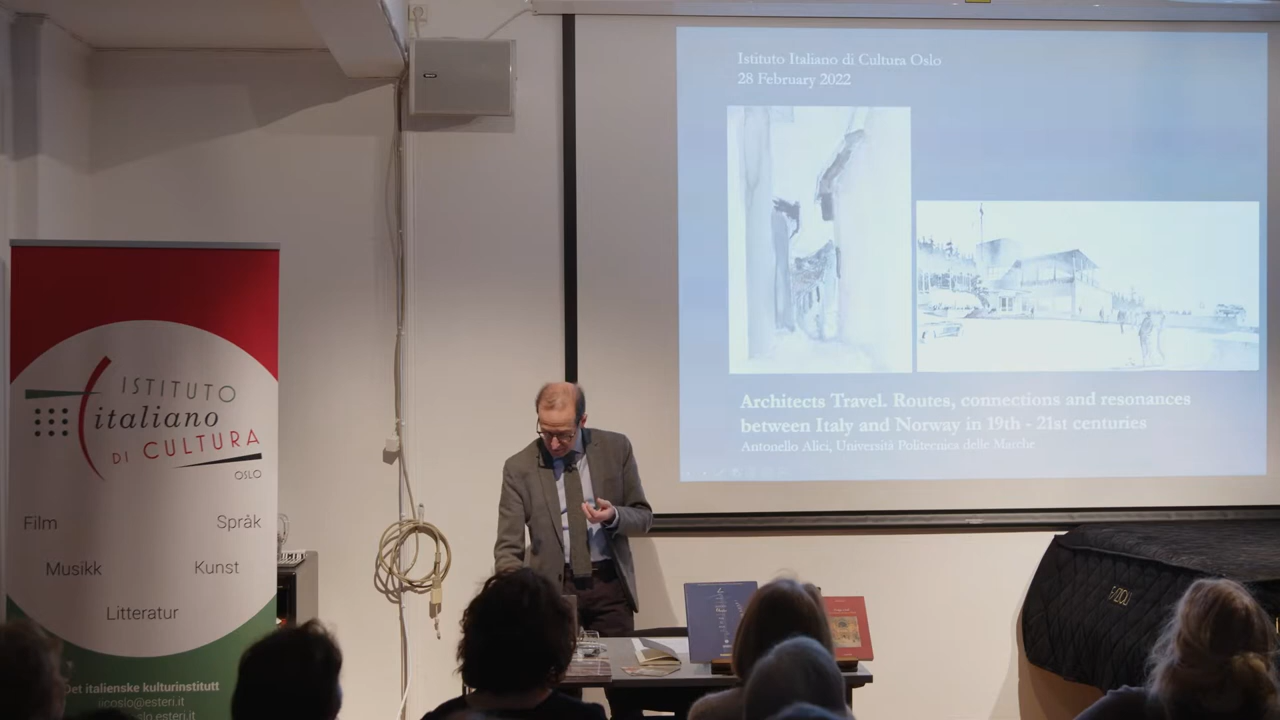 Istituto Italiano di Cultura Oslo
28 February 2022
Architects Travel. Routes, connections and resonances
between Italy and Norway in 19th - 21st centuries
Antonello Alici, Università Politecnica delle Marche
ISTITUTO
italiano
DI CULTURA
OSLO
Film
Språk
Musikk
Kunst
Litteratur
Det italienske kulturinstitutt
iicoslo@esteri.it